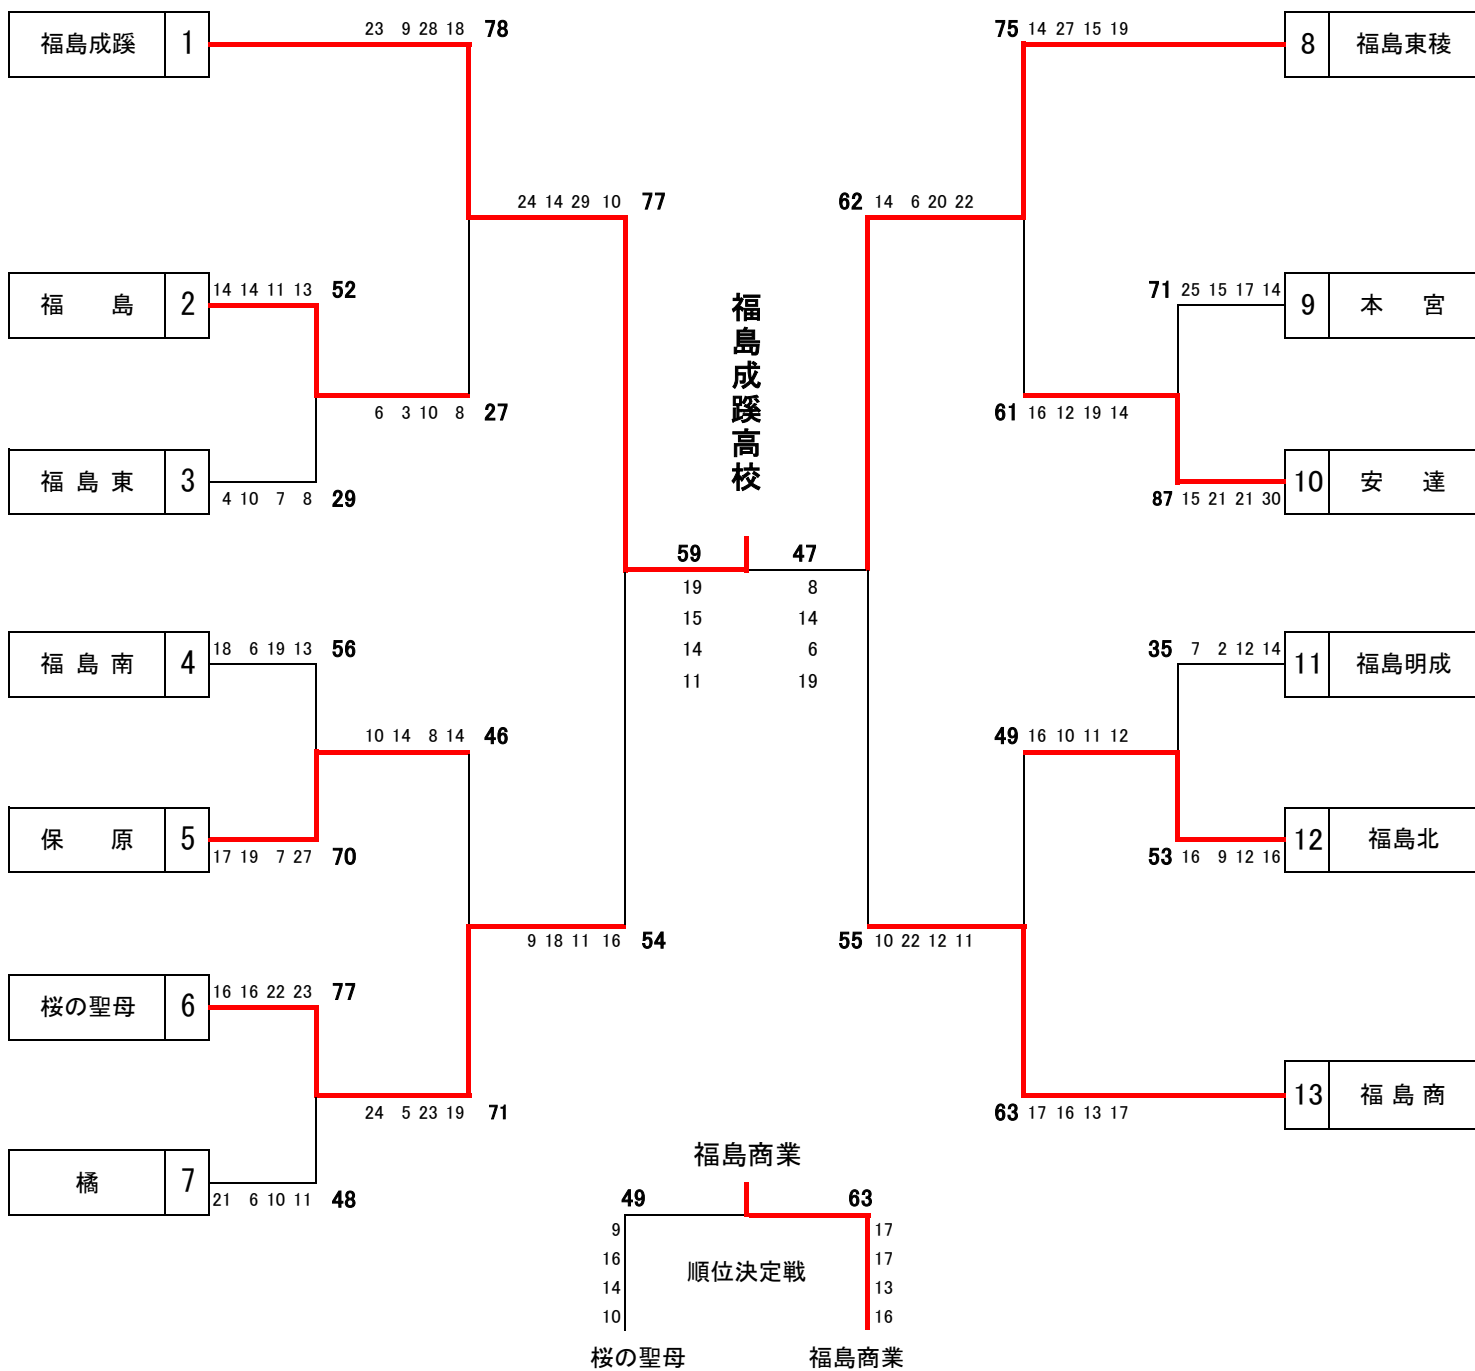 福島成蹊 1 23 9 28 18 78
75 14 27 15 19 8 福島東稜
24 14 29 10 77
62 14 6 20 22
福島 2 14 14 11 13 52
71 25 15 17 14 9 本宮
福島成蹊高校
6 3 10 8 27
61 16 12 19 14
福島東 3 4 10 7 8 29
87 15 21 21 30 10 安達
59 47
19 8
15 14
14 6
11 19
福島南 4 18 6 19 13 56
35 7 2 12 14 11 福島明成
10 14 8 14 46
49 16 10 11 12
保原 5 17 19 7 27 70
53 16 9 12 16 12 福島北
9 18 11 16 54
55 10 22 12 11
桜の聖母 6 16 16 22 23 77
24 5 23 19 71
63 17 16 13 17 13 福島商
橘 7 21 6 10 11 48
福島商業
49 63
9 17
16 17
順位決定戦
14 13
10 16
桜の聖母 福島商業